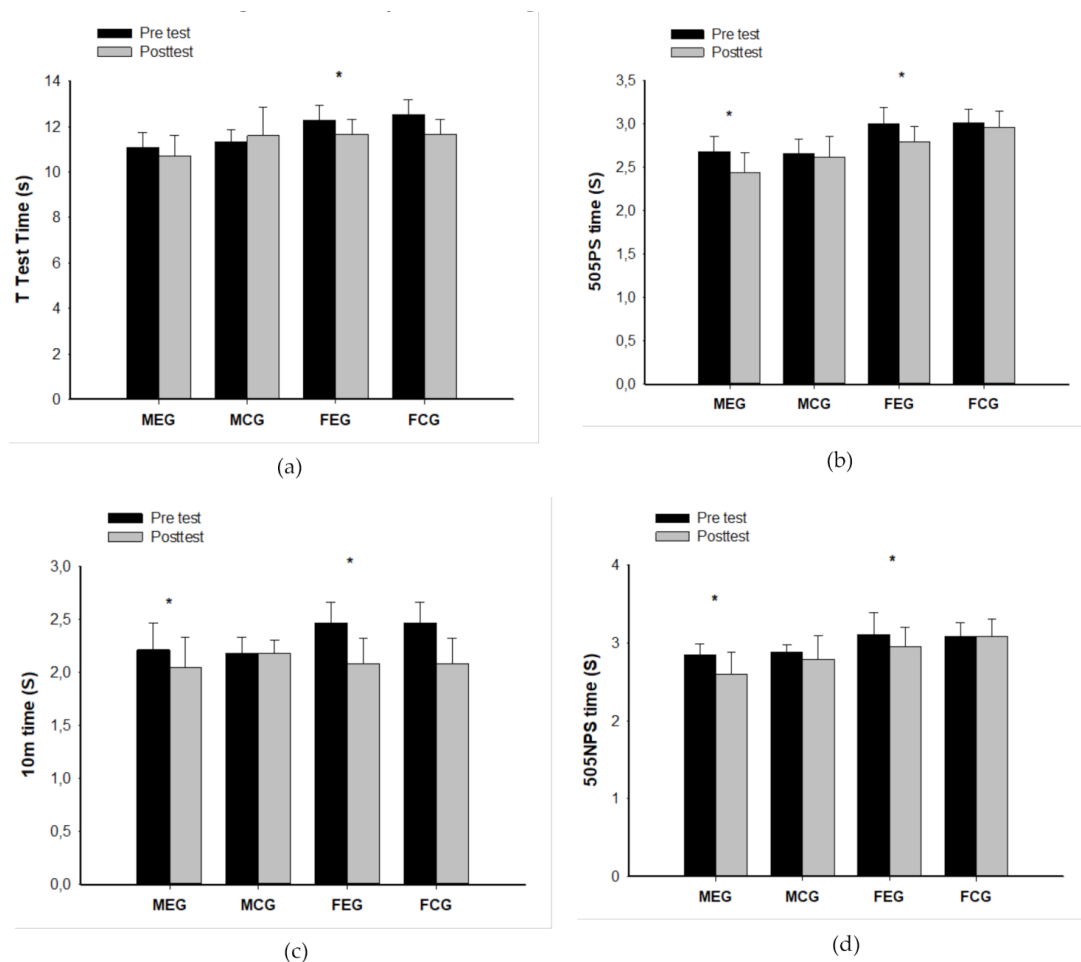 Pre test
Posttest
*
14
12
10
8
6
4
2
0
T Test Time (s)
MEG MCG FEG FCG
(a)
Pre test
Posttest
*
*
3,5
3,0
2,5
2,0
1,5
1,0
0,5
0,0
505PS time (S)
MEG MCG FEG FCG
(b)
Pre test
Posttest
*
*
3,0
2,5
2,0
1,5
1,0
0,5
0,0
10m time (S)
MEG MCG FEG FCG
(c)
Pre test
Posttest
*
*
4
3
2
1
0
505NPS time (S)
MEG MCG FEG FCG
(d)